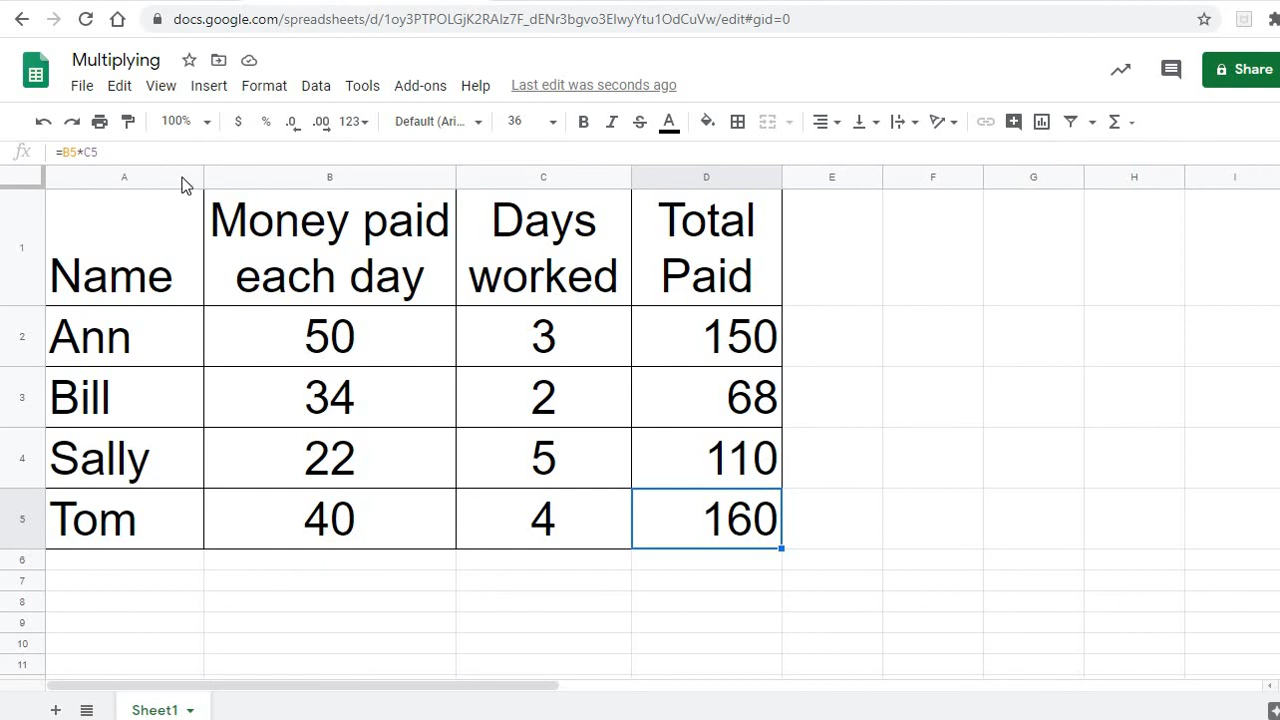 docs.google.com/spreadsheets/d/1oy3PTPOLGjK2RAIz7F_dENr3bgvo3ElwyYtu1OdCuVw/edit#gid=0
Multiplying
File Edit View Insert Format Data Tools Add-ons Help Last edit was seconds ago
Share
100% $ % .0 .00 123 Default (Ari... 36 B I S A Σ
fx =B5*C5
A B C D E F G H I
1 Name Money paid each day Days worked Total Paid
2 Ann 50 3 150
3 Bill 34 2 68
4 Sally 22 5 110
5 Tom 40 4 160
6
7
8
9
10
11
Sheet1